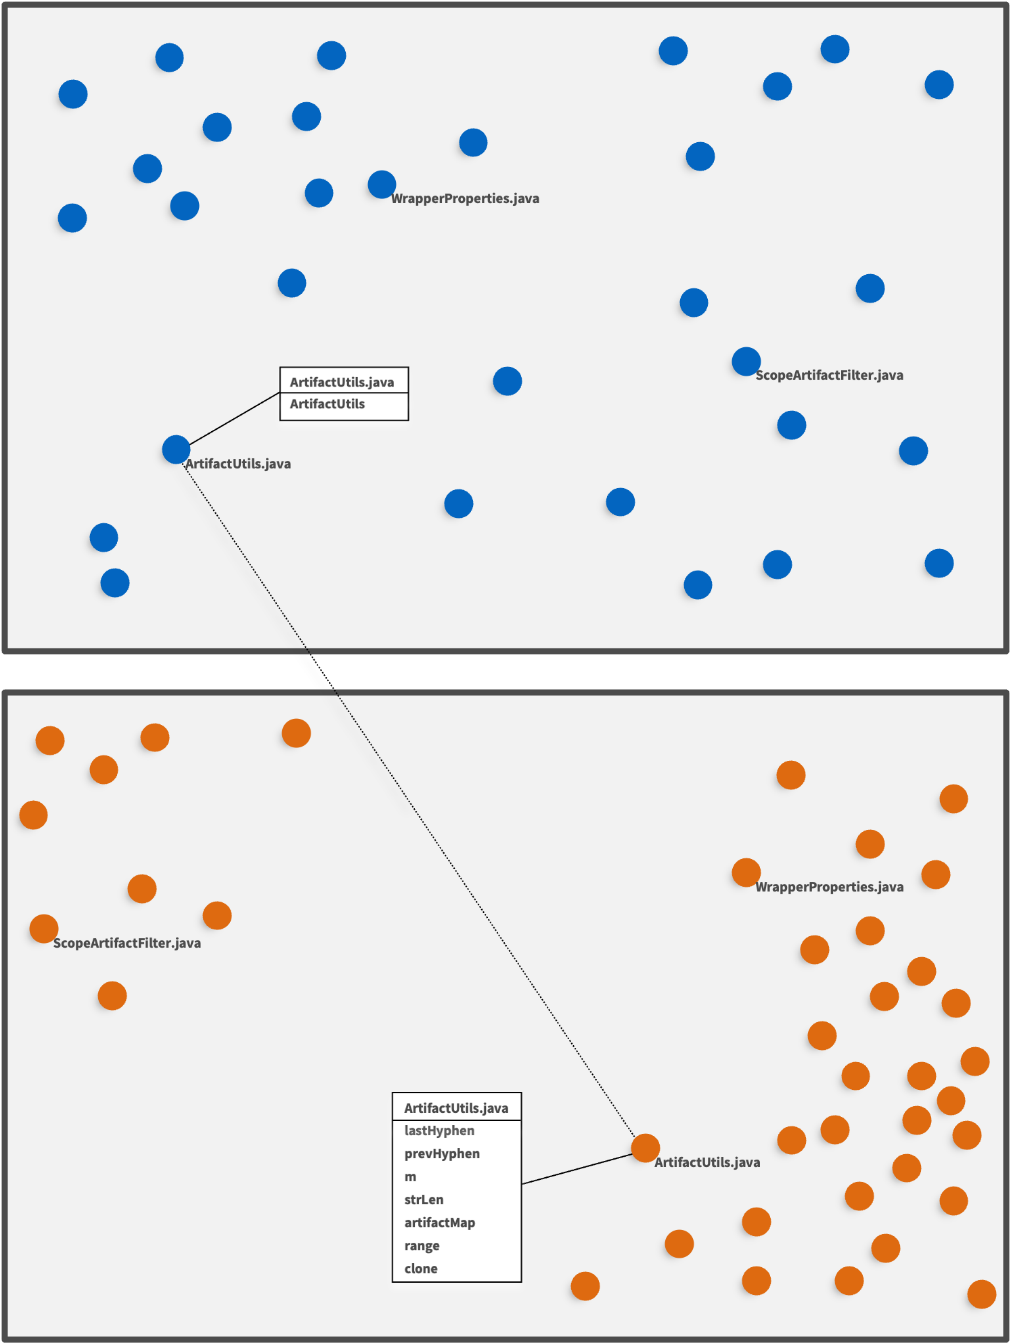 WrapperProperties.java
ScopeArtifactFilter.java
ArtifactUtils.java
ArtifactUtils
ArtifactUtils.java
WrapperProperties.java
ScopeArtifactFilter.java
ArtifactUtils.java
lastHyphen
prevHyphen
m
strLen
artifactMap
range
clone
ArtifactUtils.java